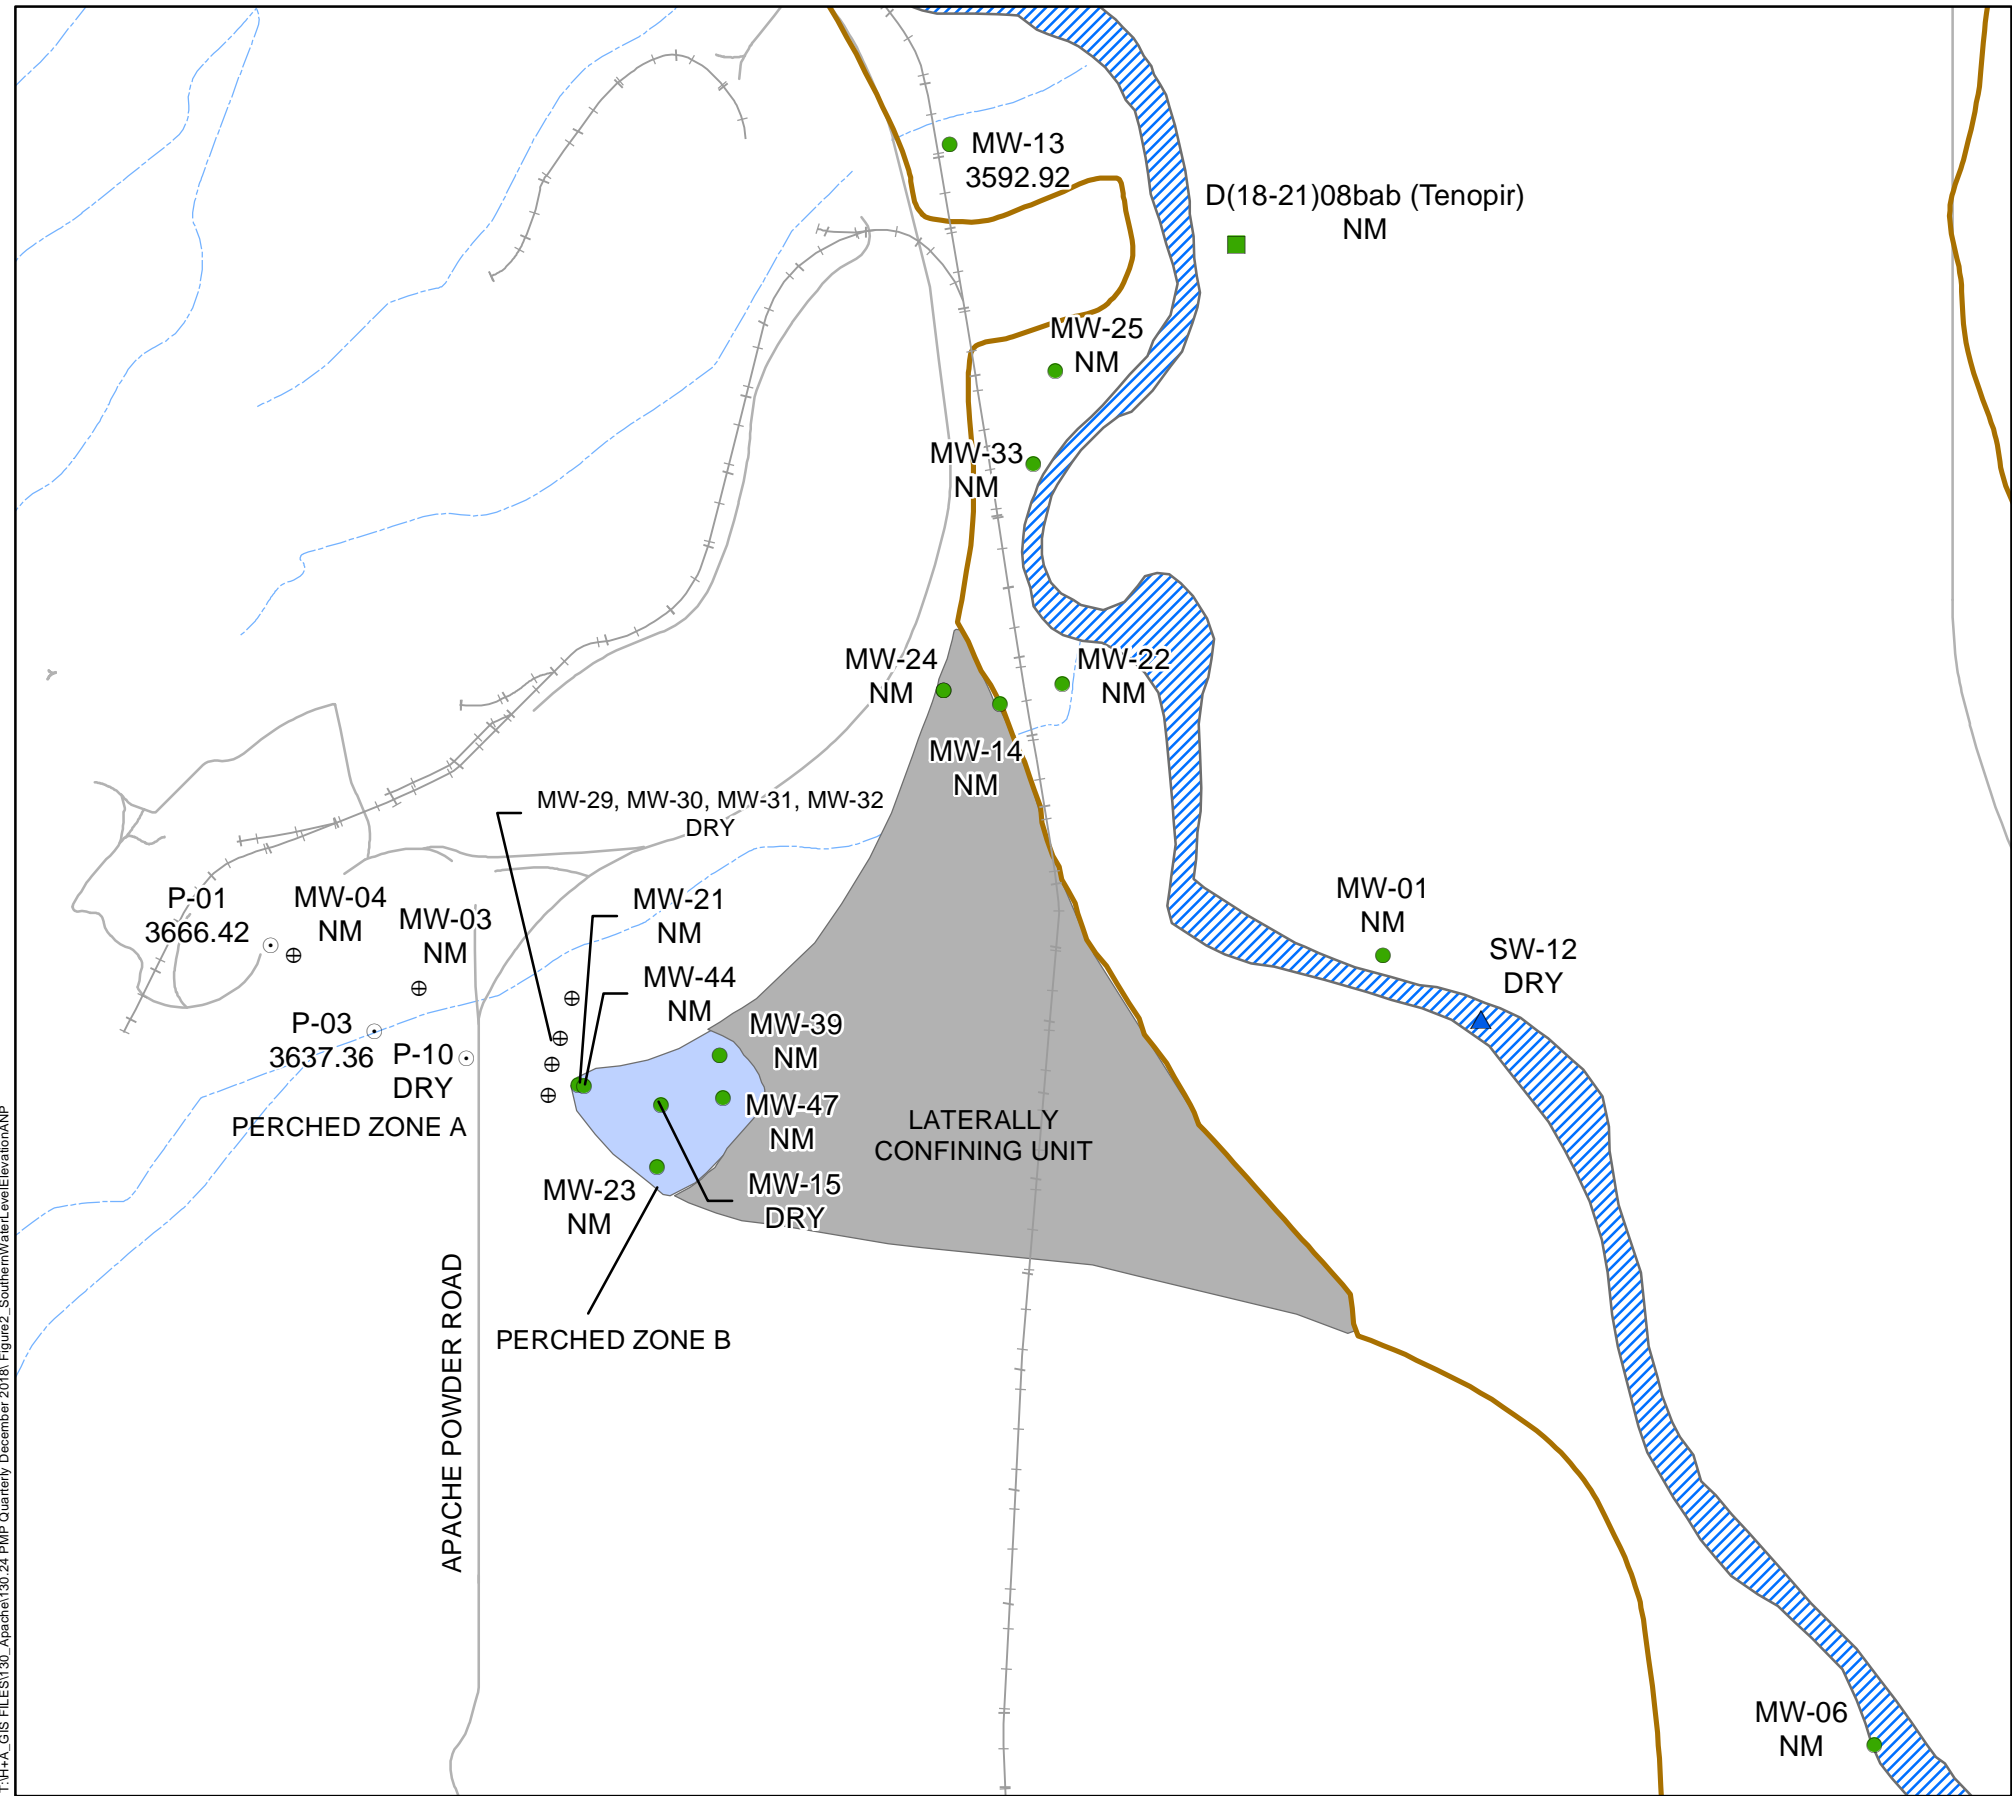 MW-13
3592.92
D(18-21)08bab (Tenopir)
NM
MW-25
NM
MW-33
NM
MW-24
NM
MW-22
NM
MW-14
NM
MW-29, MW-30, MW-31, MW-32
DRY
P-01
3666.42
MW-04
NM
MW-03
NM
MW-21
NM
MW-01
NM
SW-12
DRY
MW-44
NM
P-03
3637.36
P-10
DRY
MW-39
NM
PERCHED ZONE A
MW-47
NM
LATERALLY
CONFINING UNIT
MW-23
NM
MW-15
DRY
PERCHED ZONE B
APACHE POWDER ROAD
MW-06
NM
T:\H+A_GIS FILES\130_Apache\130.24 PMP Quarterly December 2018\ Figure2_SouthernWaterLevelElevationANP